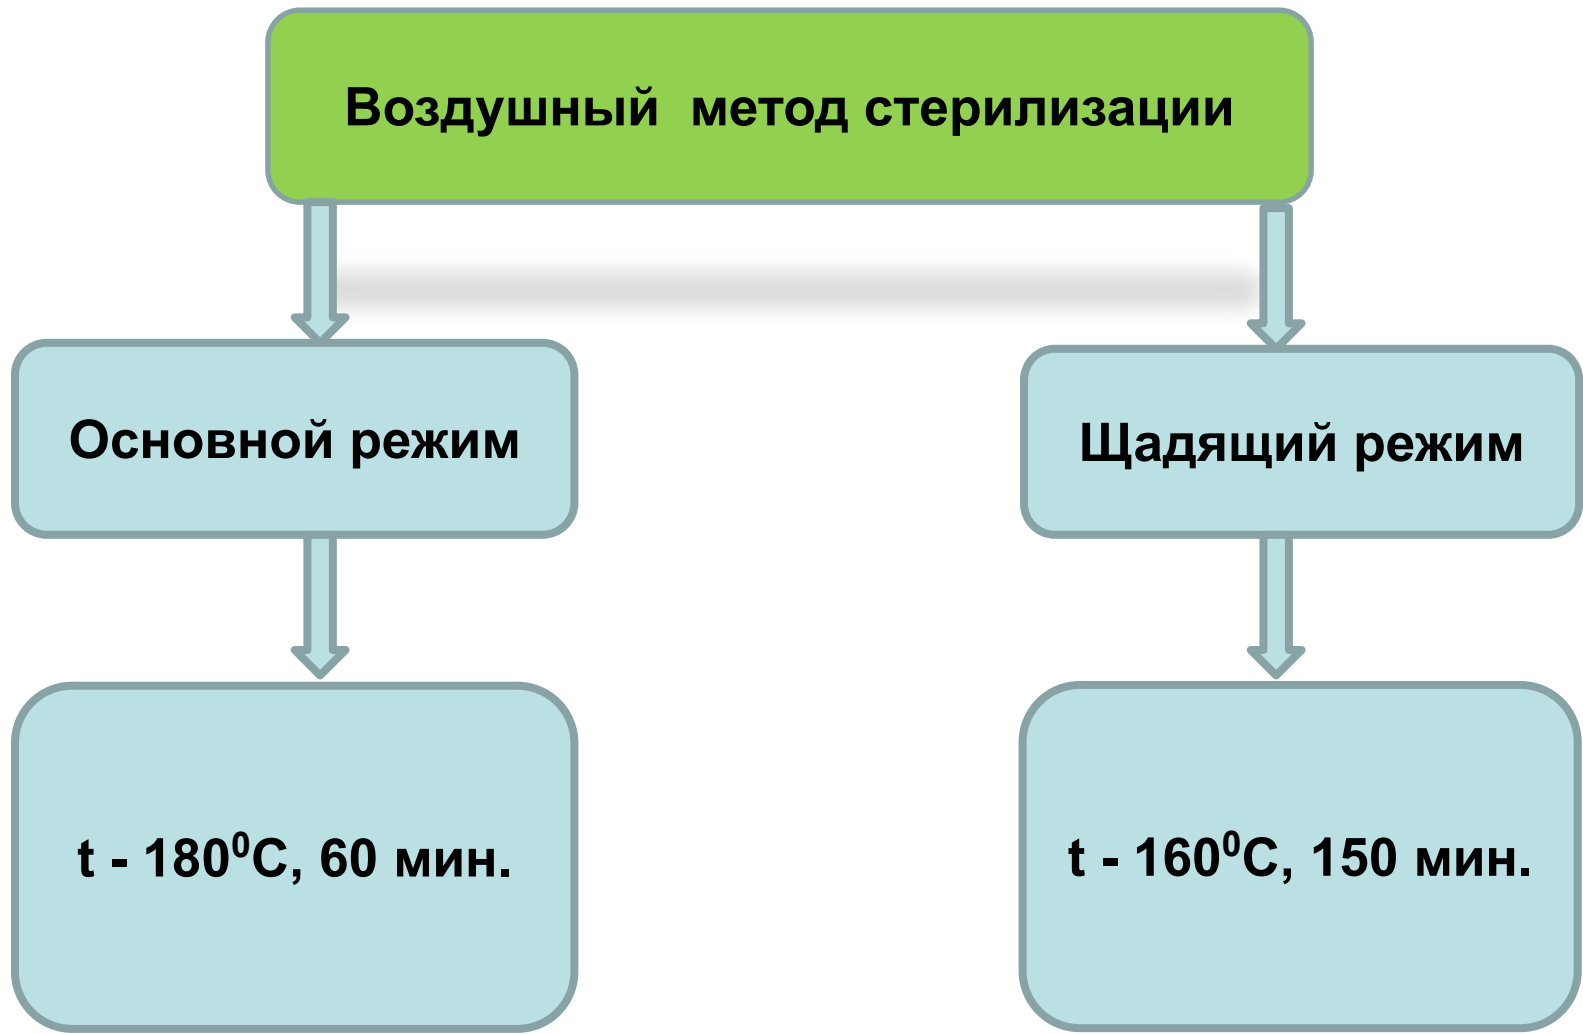 Воздушный  метод стерилизации
Основной режим
Щадящий режим
t - 180⁰С, 60 мин.
t - 160⁰С, 150 мин.